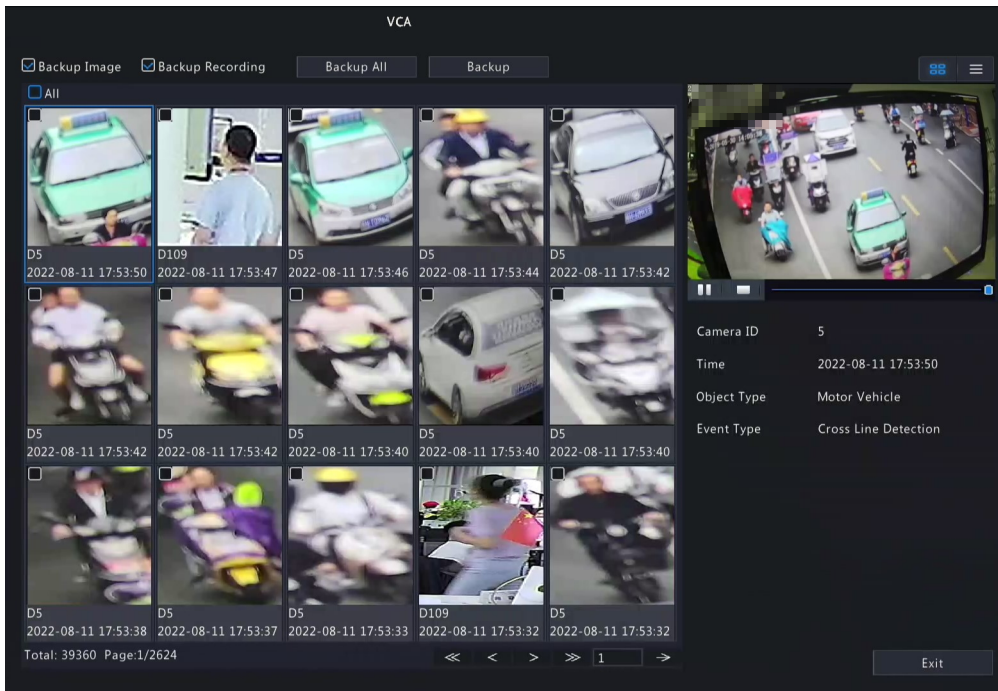 VCA
Backup Image Backup Recording Backup All Backup
All
D5 D109 D5 D5 D5
2022-08-11 17:53:50 2022-08-11 17:53:47 2022-08-11 17:53:46 2022-08-11 17:53:44 2022-08-11 17:53:42
D5 D5 D5 D5 D5
2022-08-11 17:53:42 2022-08-11 17:53:42 2022-08-11 17:53:40 2022-08-11 17:53:40 2022-08-11 17:53:40
D5 D5 D5 D109 D5
2022-08-11 17:53:38 2022-08-11 17:53:37 2022-08-11 17:53:33 2022-08-11 17:53:32 2022-08-11 17:53:32
Total: 39360 Page:1/2624
1
Camera ID 5
Time 2022-08-11 17:53:50
Object Type Motor Vehicle
Event Type Cross Line Detection
Exit